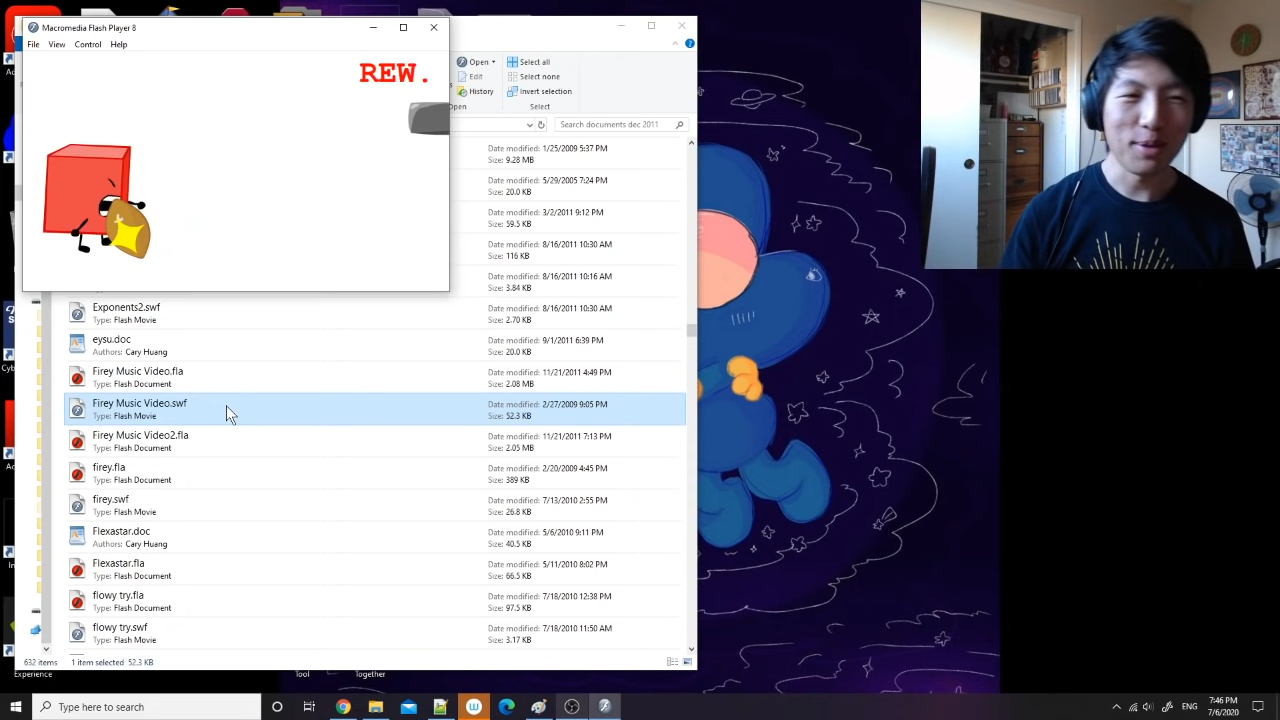 Macromedia Flash Player 8
File View Control Help
REW.
Open
Edit
History
Open
Select all
Select none
Invert selection
Select
Search documents dec 2011
Date modified: 1/25/2009 5:37 PM
Size: 9.28 MB
Date modified: 5/29/2005 7:24 PM
Size: 20.0 KB
Date modified: 3/2/2011 9:12 PM
Size: 59.5 KB
Date modified: 8/16/2011 10:30 AM
Size: 116 KB
Date modified: 8/16/2011 10:16 AM
Size: 3.84 KB
Exponents2.swf Date modified: 8/16/2011 10:30 AM
Type: Flash Movie Size: 2.70 KB
eysu.doc Date modified: 9/1/2011 6:39 PM
Authors: Cary Huang Size: 20.0 KB
Firey Music Video.fla Date modified: 11/21/2011 4:49 PM
Type: Flash Document Size: 2.08 MB
Firey Music Video.swf Date modified: 2/27/2009 9:05 PM
Type: Flash Movie Size: 52.3 KB
Firey Music Video2.fla Date modified: 11/21/2011 7:13 PM
Type: Flash Document Size: 2.05 MB
firey.fla Date modified: 2/20/2009 4:45 PM
Type: Flash Document Size: 389 KB
firey.swf Date modified: 7/13/2010 2:55 PM
Type: Flash Movie Size: 26.8 KB
Flexastar.doc Date modified: 5/6/2010 9:11 PM
Authors: Cary Huang Size: 40.5 KB
Flexastar.fla Date modified: 5/11/2010 8:02 PM
Type: Flash Document Size: 66.5 KB
flowy try.fla Date modified: 7/18/2010 12:38 PM
Type: Flash Document Size: 97.5 KB
flowy try.swf Date modified: 7/18/2010 11:50 AM
Type: Flash Movie Size: 3.17 KB
632 items 1 item selected 52.3 KB
Experience Tool Together
Type here to search
ENG
7:46 PM
7/6/2020